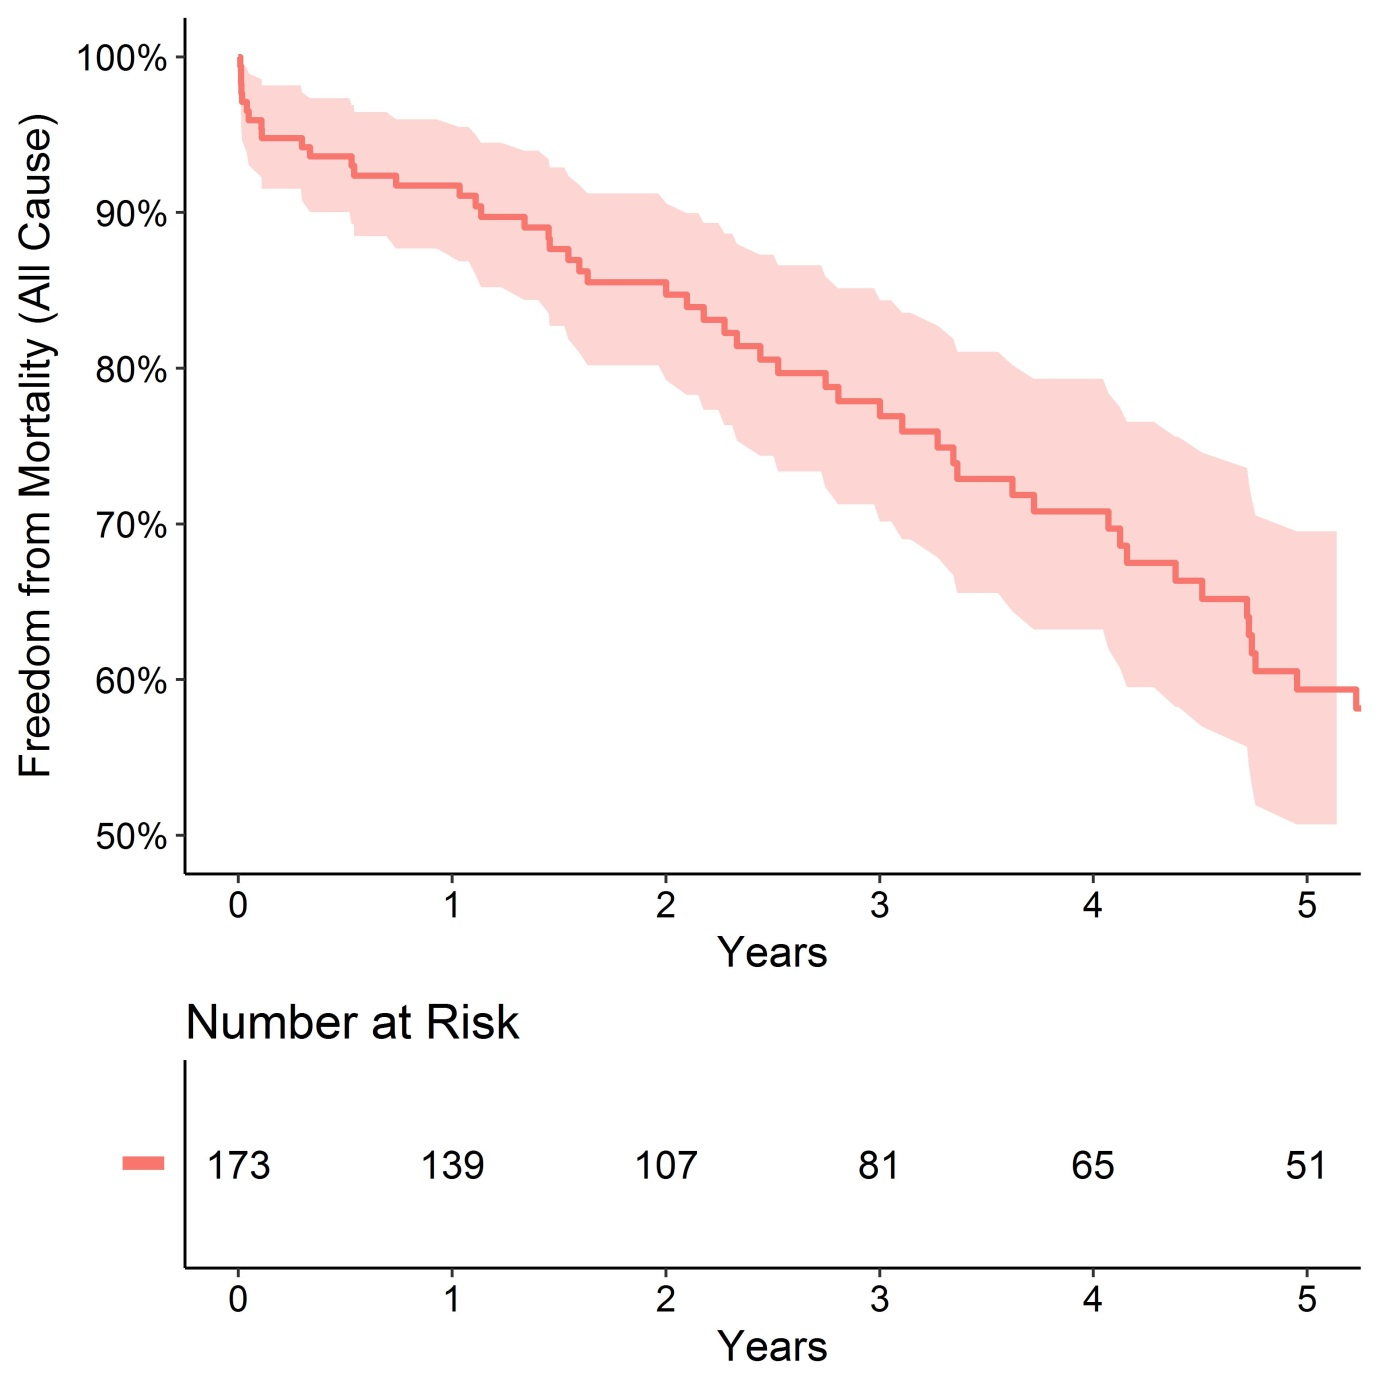 Freedom from Mortality (All Cause)
100%
90%
80%
70%
60%
50%
0 1 2 3 4 5
Years
Number at Risk
173 139 107 81 65 51
0 1 2 3 4 5
Years